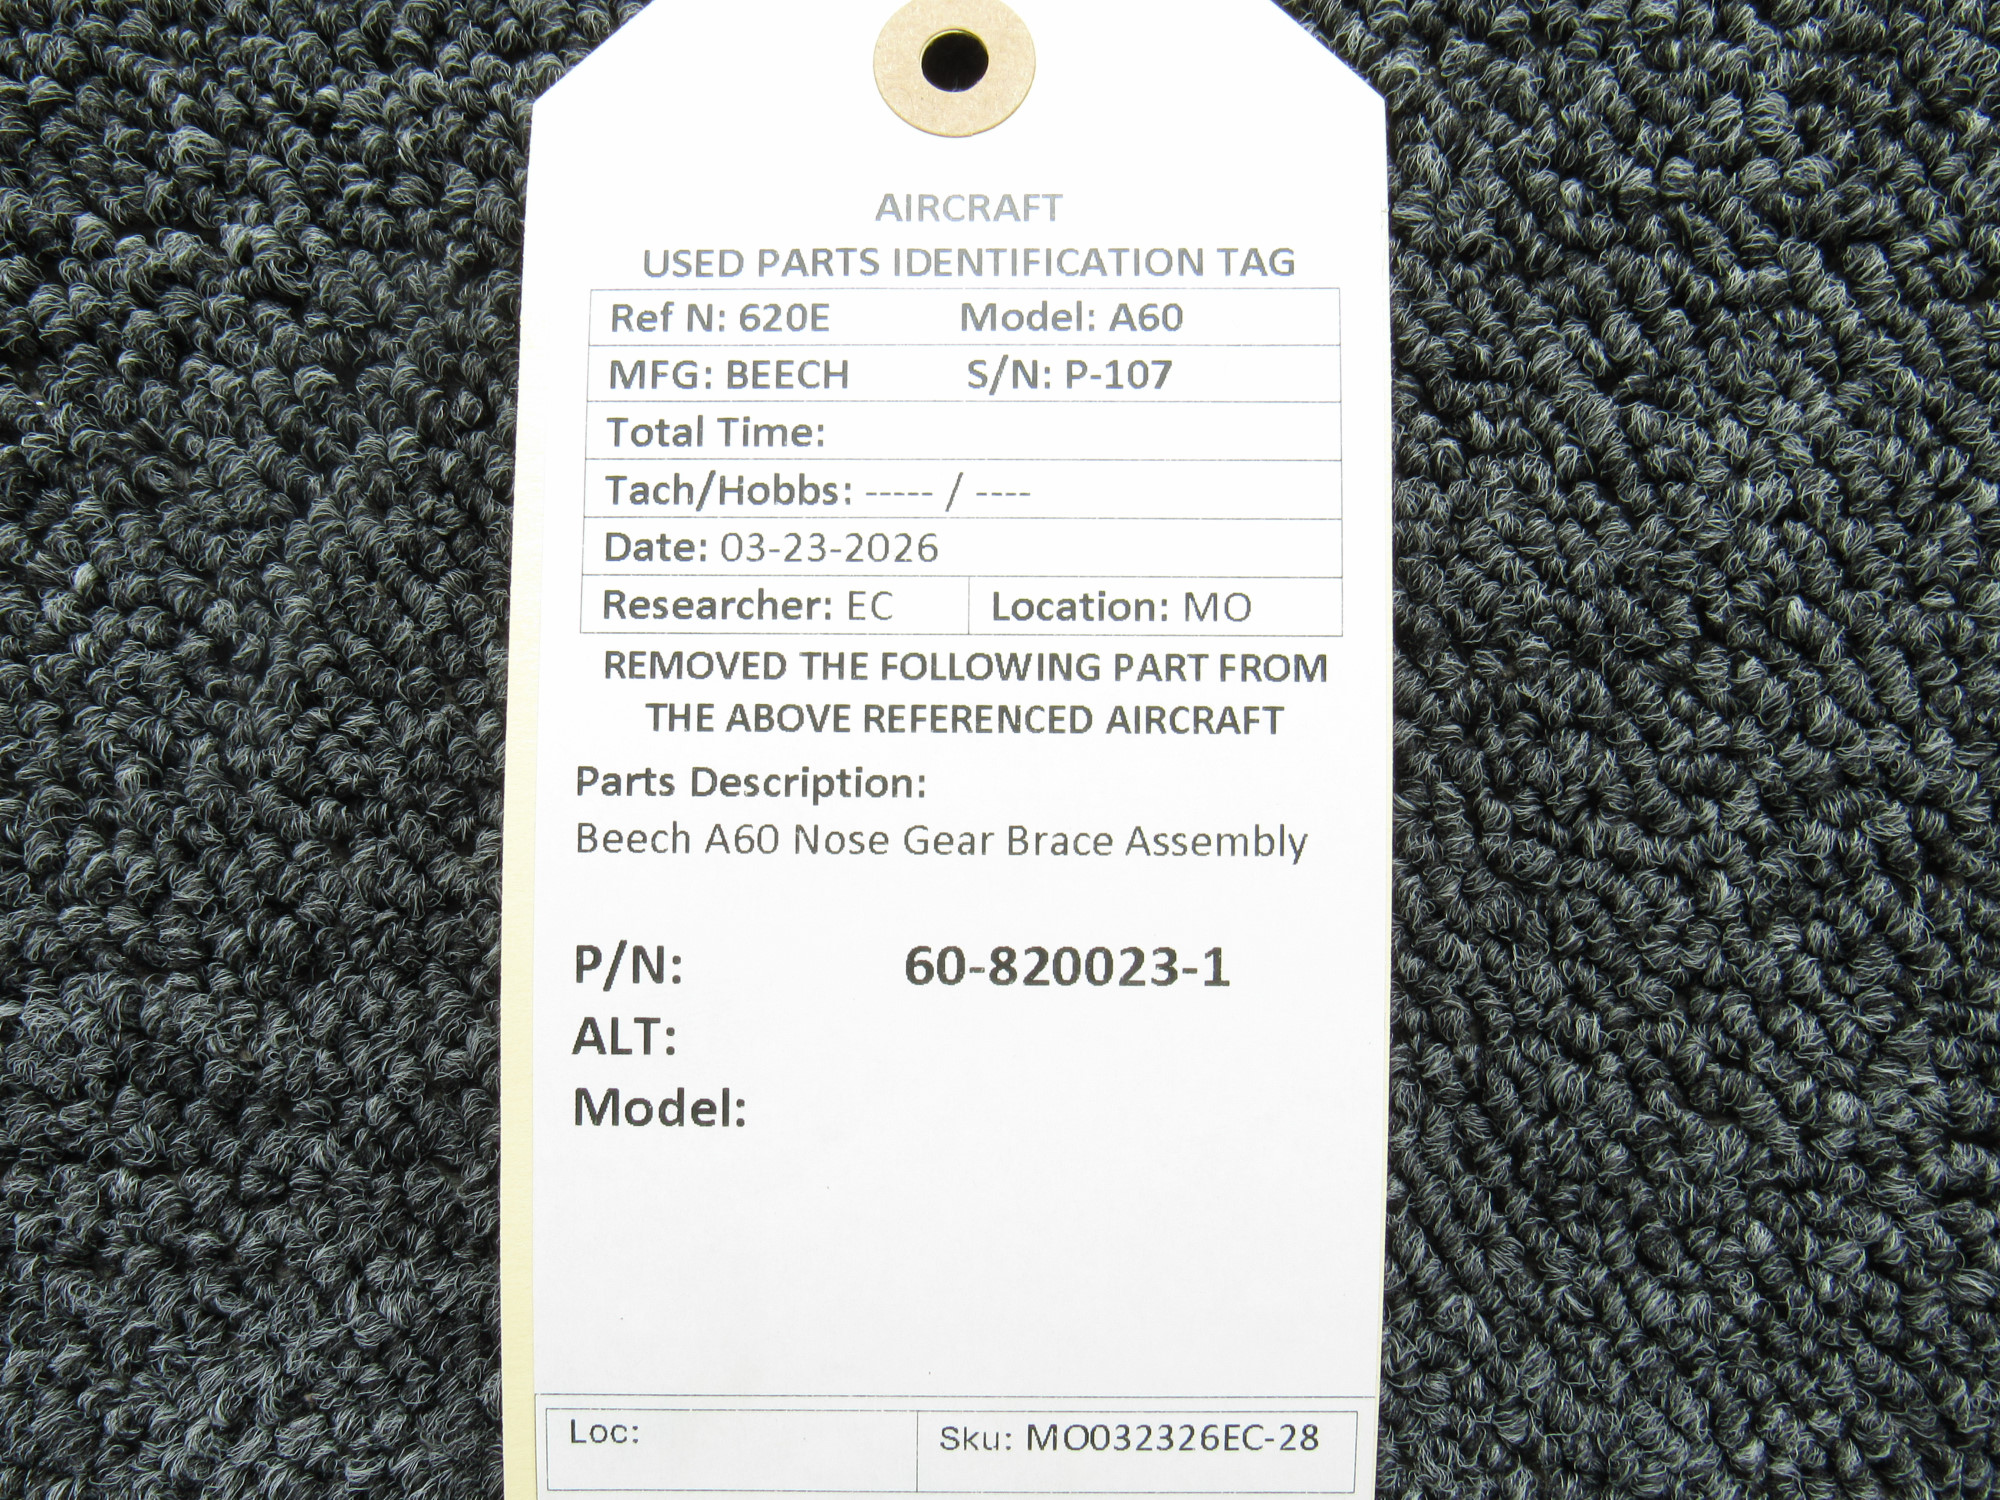 AIRCRAFT
USED PARTS IDENTIFICATION TAG
Ref N: 620E Model: A60
MFG: BEECH S/N: P-107
Total Time:
Tach/Hobbs: ----- / ----
Date: 03-23-2026
Researcher: EC Location: MO
REMOVED THE FOLLOWING PART FROM
THE ABOVE REFERENCED AIRCRAFT
Parts Description:
Beech A60 Nose Gear Brace Assembly
P/N: 60-820023-1
ALT:
Model:
Loc: Sku: MO032326EC-28